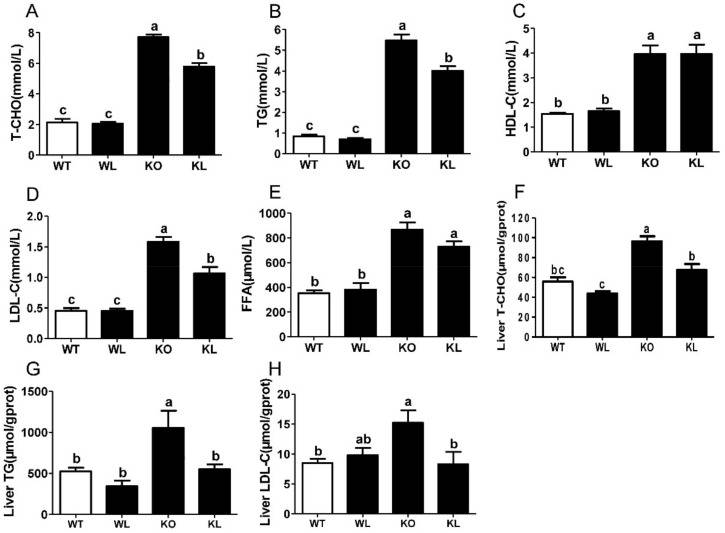 A
T-CHO(mmol/L)
8
6
4
2
0
c
c
a
b
WT WL KO KL
B
TG(mmol/L)
6
5
4
3
2
1
0
c
c
a
b
WT WL KO KL
C
HDL-C(mmol/L)
5
4
3
2
1
0
b
b
a
a
WT WL KO KL
D
LDL-C(mmol/L)
2.0
1.5
1.0
0.5
0.0
c
c
a
b
WT WL KO KL
E
FFA(μmol/L)
1000
800
600
400
200
0
b
b
a
a
WT WL KO KL
F
Liver T-CHO(μmol/gprot)
120
100
80
60
40
20
0
bc
c
a
b
WT WL KO KL
G
Liver TG(μmol/gprot)
1500
1000
500
0
b
b
a
b
WT WL KO KL
H
Liver LDL-C(μmol/gprot)
20
15
10
5
0
b
ab
a
b
WT WL KO KL